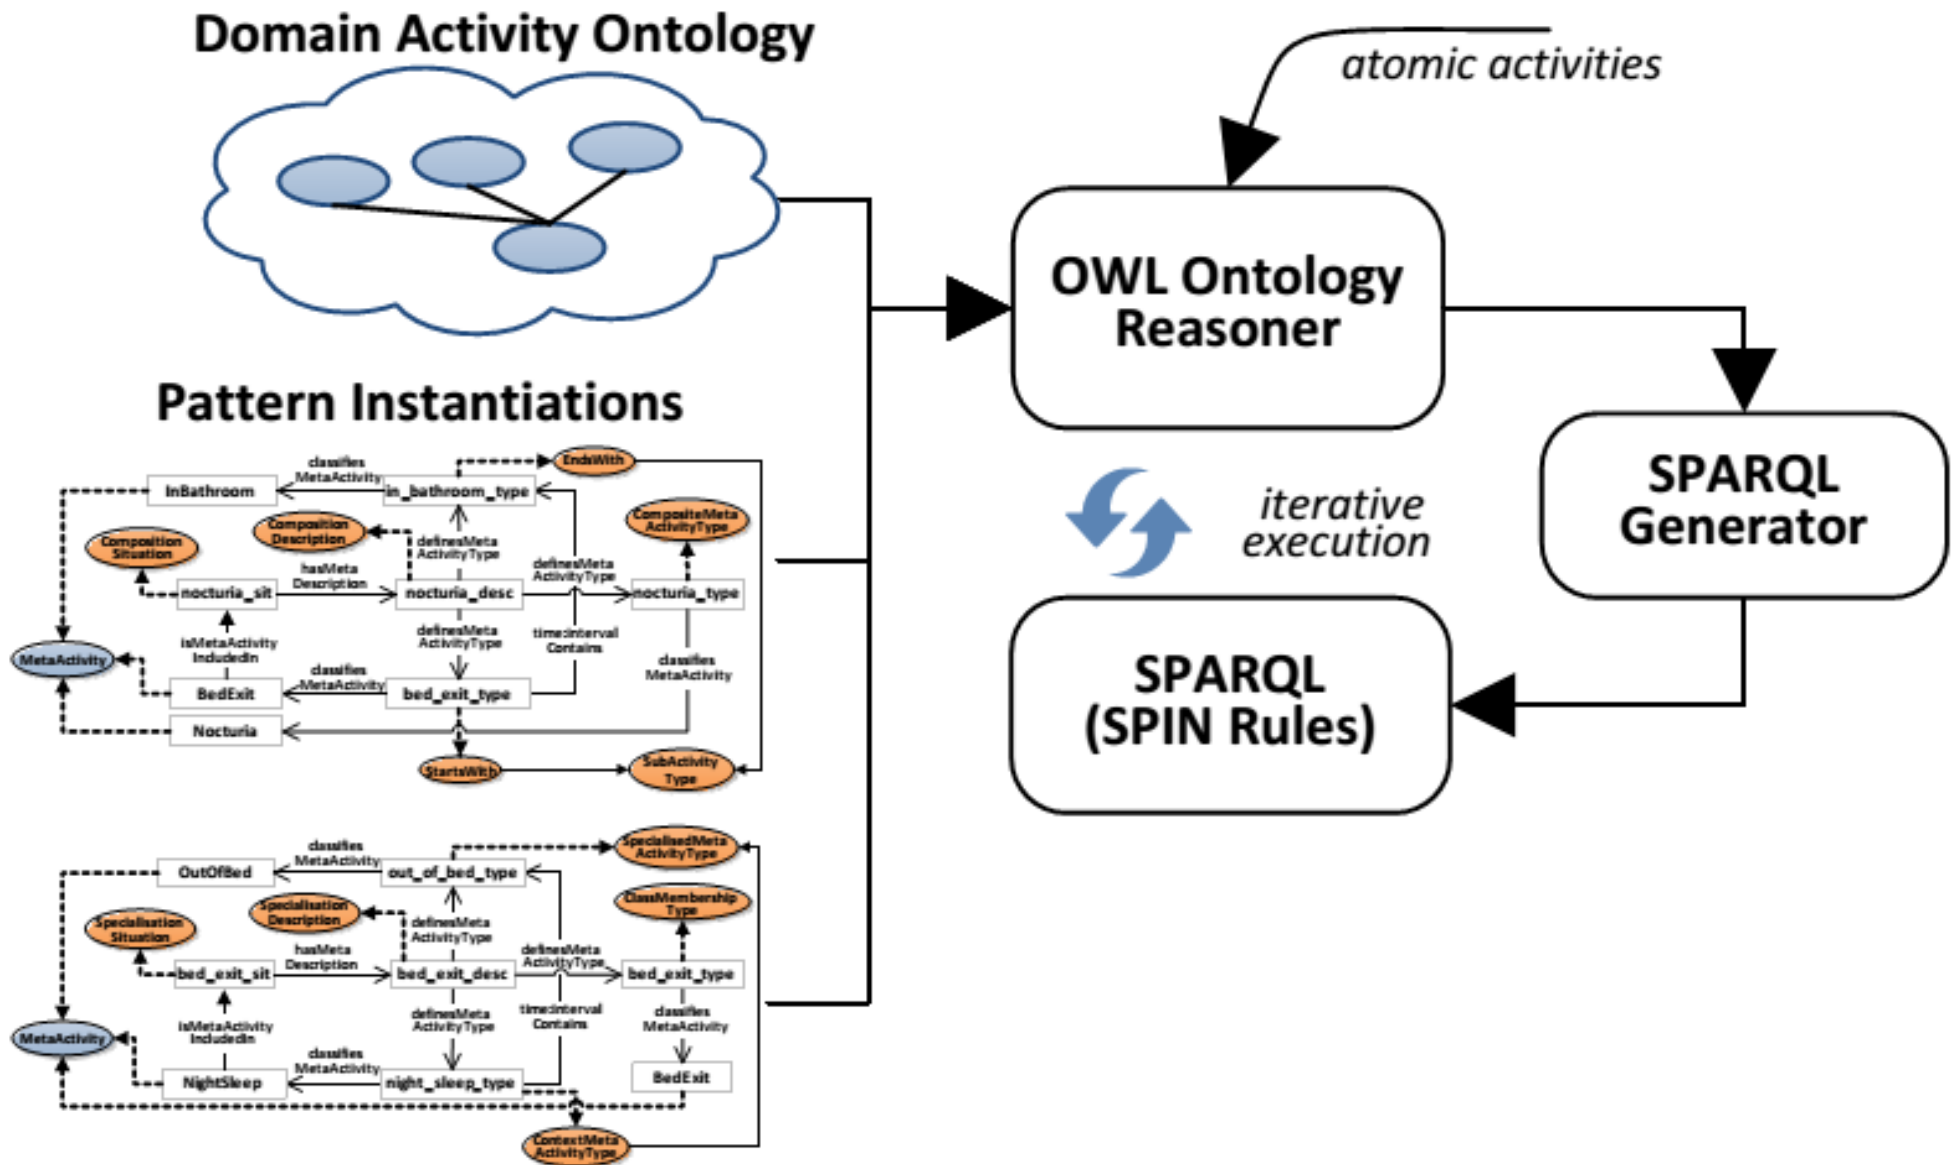 Domain Activity Ontology
atomic activities
OWL Ontology
Reasoner
SPARQL
Generator
iterative
execution
SPARQL
(SPIN Rules)
Pattern Instantiations
EndsWith
classifies
MetaActivity
InBathroom
in_bathroom_type
CompositeMeta
ActivityType
Composition
Description
Composition
Situation
definesMeta
ActivityType
hasMeta
Description
definesMeta
ActivityType
nocturia_sit
nocturia_desc
nocturia_type
isMetaActivity
IncludedIn
definesMeta
ActivityType
time:interval
Contains
MetaActivity
classifies
MetaActivity
classifies
MetaActivity
BedExit
bed_exit_type
Nocturia
StartsWith
SubActivity
Type
SpecialisedMeta
ActivityType
classifies
MetaActivity
OutOfBed
out_of_bed_type
ClassMembership
Type
Specialisation
Description
Specialisation
Situation
definesMeta
ActivityType
hasMeta
Description
definesMeta
ActivityType
bed_exit_sit
bed_exit_desc
bed_exit_type
isMetaActivity
IncludedIn
definesMeta
ActivityType
time:interval
Contains
classifies
MetaActivity
MetaActivity
classifies
MetaActivity
NightSleep
night_sleep_type
BedExit
ContextMeta
ActivityType